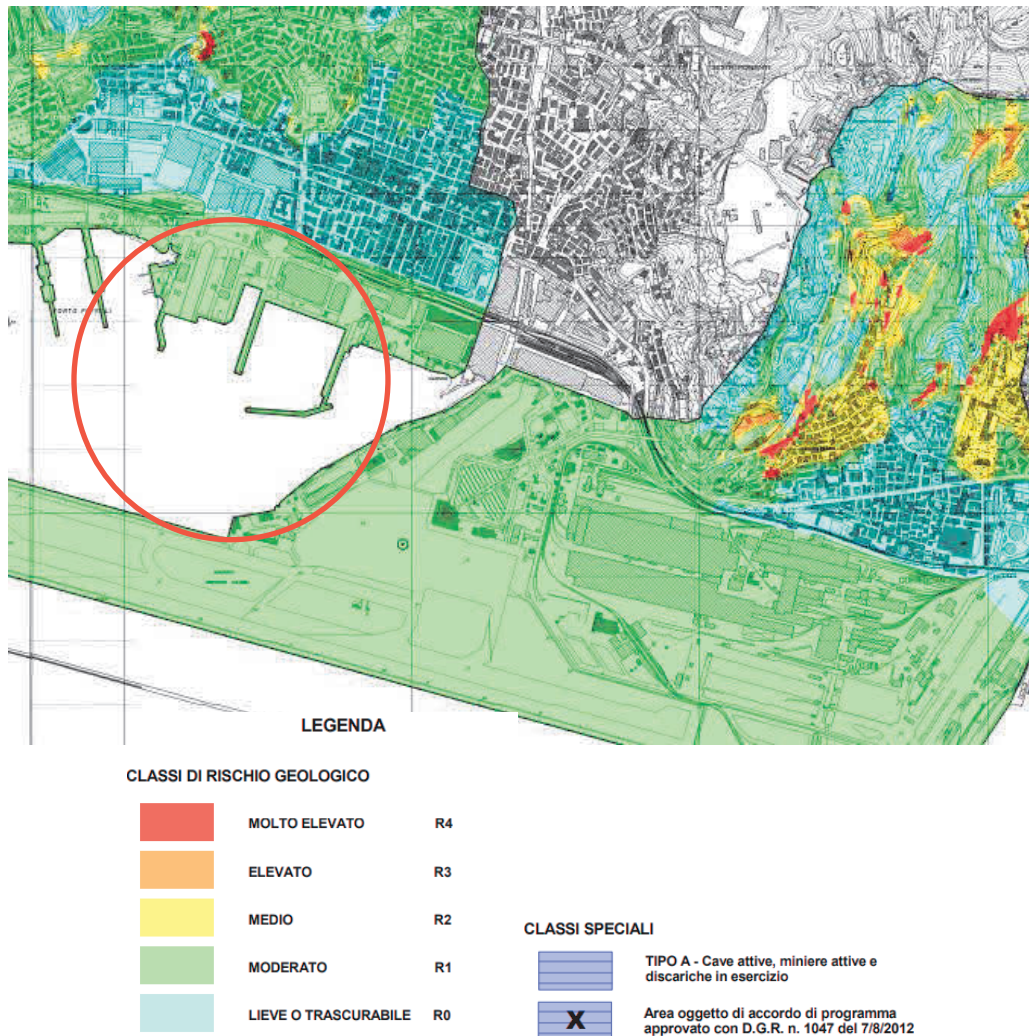 LEGENDA
CLASSI DI RISCHIO GEOLOGICO
MOLTO ELEVATO R4
ELEVATO R3
MEDIO R2
MODERATO R1
LIEVE O TRASCURABILE R0
CLASSI SPECIALI
TIPO A - Cave attive, miniere attive e
discariche in esercizio
X
Area oggetto di accordo di programma
approvato con D.G.R. n. 1047 del 7/8/2012